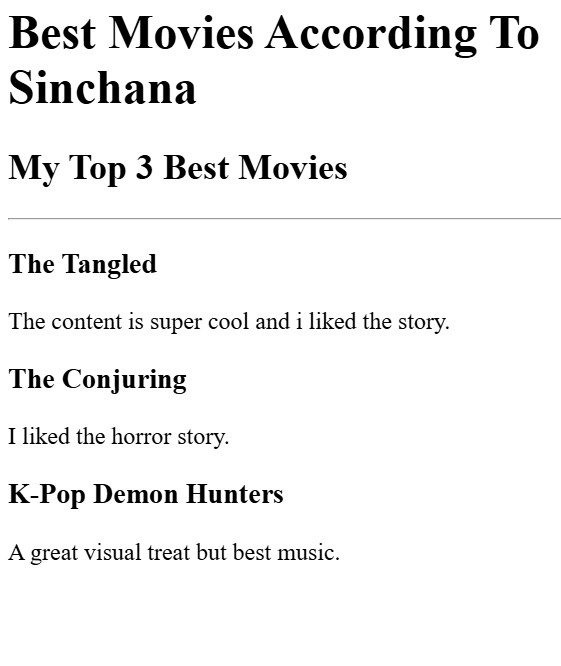 Best Movies According To
Sinchana
My Top 3 Best Movies
The Tangled
The content is super cool and i liked the story.
The Conjuring
I liked the horror story.
K-Pop Demon Hunters
A great visual treat but best music.